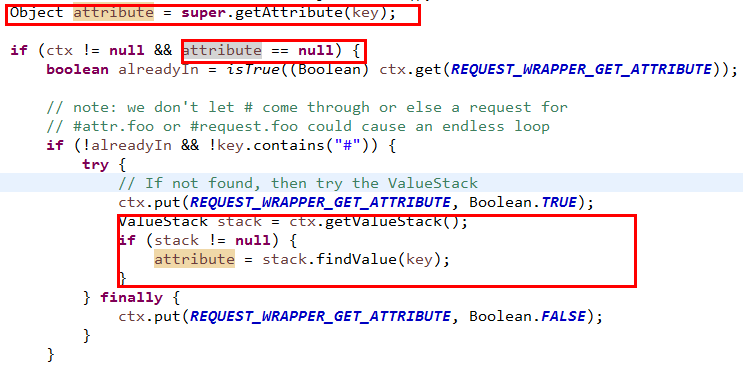 Object attribute = super.getAttribute(key);
if (ctx != null && attribute == null) {
boolean alreadyIn = isTrue((Boolean) ctx.get(REQUEST_WRAPPER_GET_ATTRIBUTE));
// note: we don't let # come through or else a request for
// #attr.foo or #request.foo could cause an endless loop
if (!alreadyIn && !key.contains("#")) {
try {
// If not found, then try the ValueStack
ctx.put(REQUEST_WRAPPER_GET_ATTRIBUTE, Boolean.TRUE);
ValueStack stack = ctx.getValueStack();
if (stack != null) {
attribute = stack.findValue(key);
}
} finally {
ctx.put(REQUEST_WRAPPER_GET_ATTRIBUTE, Boolean.FALSE);
}
}